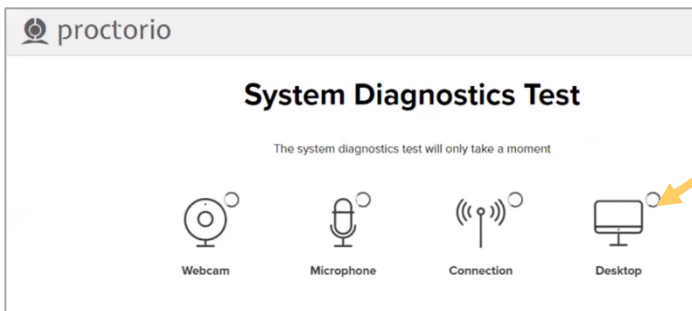 proctorio
System Diagnostics Test
The system diagnostics test will only take a moment
Webcam
Microphone
Connection
Desktop